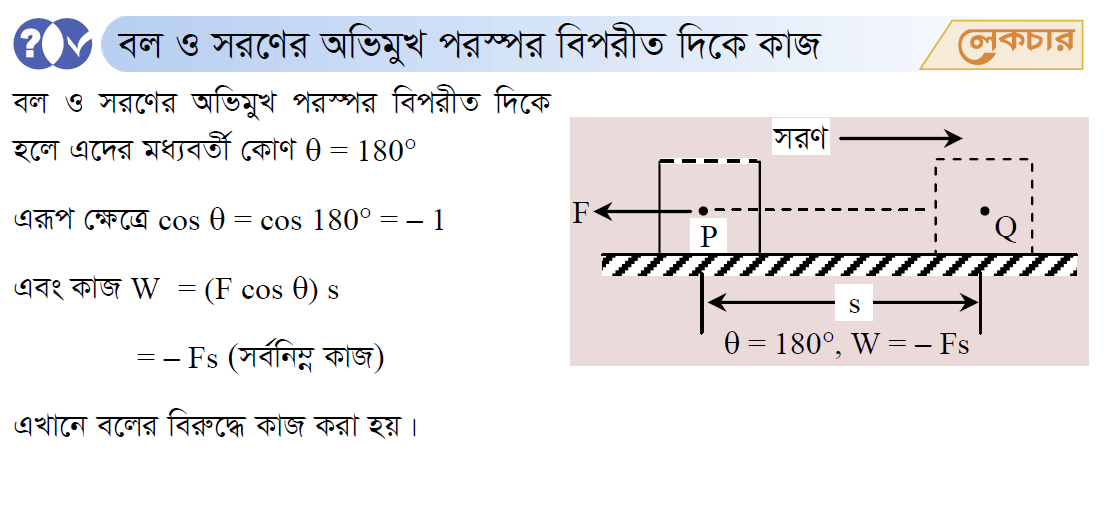 বল ও সরণের অভিমুখ পরস্পর বিপরীত দিকে কাজ
লেকচার
বল ও সরণের অভিমুখ পরস্পর বিপরীত দিকে
হলে এদের মধ্যবর্তী কোণ θ = 180°
এরূপ ক্ষেত্রে cos θ = cos 180° = – 1
এবং কাজ W = (F cos θ) s
= – Fs (সর্বনিম্ন কাজ)
এখানে বলের বিরুদ্ধে কাজ করা হয়।
সরণ
F
P
Q
s
θ = 180°, W = – Fs